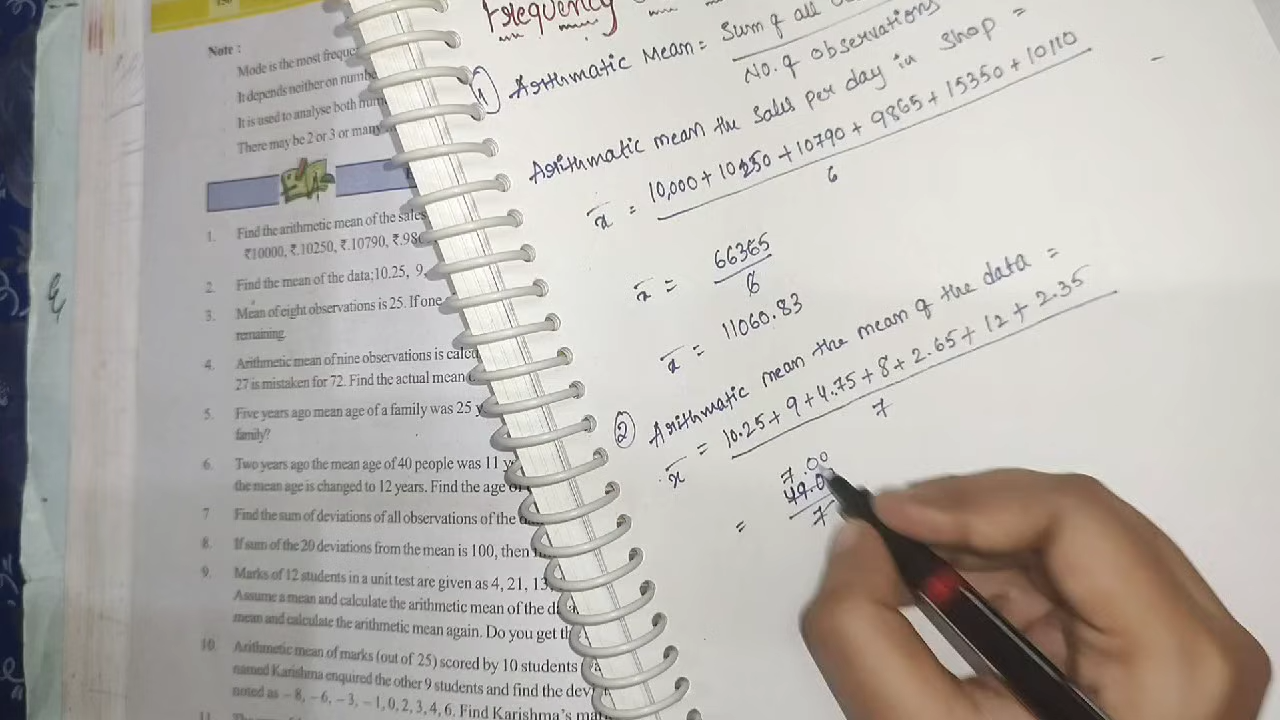 Note :
Mode is the most freque
It depends neither on numbe
It is used to analyse both num
There may be 2 or 3 or many
1. Find the arithmetic mean of the sales
₹10000, ₹.10250, ₹.10790, ₹.986
2. Find the mean of the data; 10.25, 9,
3. Mean of eight observations is 25. If one
remaining.
4. Arithmetic mean of nine observations is calcu
27 is mistaken for 72. Find the actual mean
5. Five years ago mean age of a family was 25 y
family?
6. Two years ago the mean age of 40 people was 11 y
the mean age is changed to 12 years. Find the age of
7 Find the sum of deviations of all observations of the
8. If sum of the 20 deviations from the mean is 100, then
9. Marks of 12 students in a unit test are given as 4, 21, 13,
Assume a mean and calculate the arithmetic mean of the d
mean and calculate the arithmetic mean again. Do you get th
10. Arithmetic mean of marks (out of 25) scored by 10 students
named Karishma enquired the other 9 students and find the dev
noted as – 8, – 6, – 3, – 1, 0, 2, 3, 4, 6. Find Karishma's ma
Frequency
1) Arithmatic Mean = Sum of all
No. of observations
Arithmatic mean the sales per day in shop =
x̄ = 10,000 + 10250 + 10790 + 9865 + 15350 + 10110
6
x̄ = 66365
6
x̄ = 11060.83
2) Arithmatic mean the mean of the data =
x̄ = 10.25 + 9 + 4.75 + 8 + 2.65 + 12 + 2.35
7
7.00
= 49.0
7